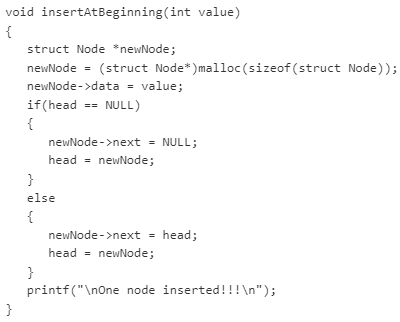 void insertAtBeginning(int value)
{
   struct Node *newNode;
   newNode = (struct Node*)malloc(sizeof(struct Node));
   newNode->data = value;
   if(head == NULL)
   {
      newNode->next = NULL;
      head = newNode;
   }
   else
   {
      newNode->next = head;
      head = newNode;
   }
   printf("\nOne node inserted!!!\n");
}